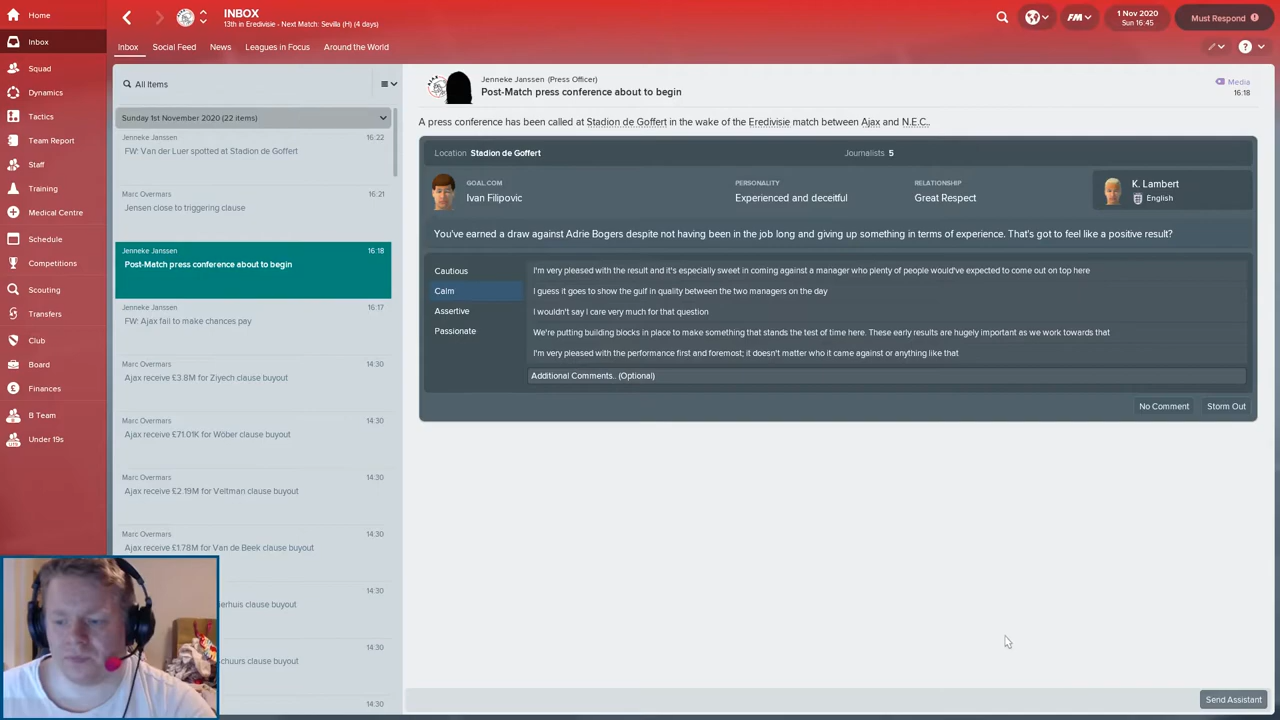 Home
INBOX
13th in Eredivisie - Next Match: Sevilla (H) (4 days)
FM
1 Nov 2020
Sun 16:45
Must Respond
Inbox
Inbox
Social Feed
News
Leagues in Focus
Around the World
Squad
Dynamics
Tactics
Team Report
Staff
Training
Medical Centre
Schedule
Competitions
Scouting
Transfers
Club
Board
Finances
B Team
Under 19s
All Items
Sunday 1st November 2020 (22 items)
Jenneke Janssen 16:22
FW: Van der Luer spotted at Stadion de Goffert
Marc Overmars 16:21
Jensen close to triggering clause
Jenneke Janssen 16:18
Post-Match press conference about to begin
Jenneke Janssen 16:17
FW: Ajax fail to make chances pay
Marc Overmars 14:30
Ajax receive £3.8M for Ziyech clause buyout
Marc Overmars 14:30
Ajax receive £71.01K for Wöber clause buyout
Marc Overmars 14:30
Ajax receive £2.19M for Veltman clause buyout
Marc Overmars 14:30
Ajax receive £1.78M for Van de Beek clause buyout
14:30
erhuis clause buyout
14:30
chuurs clause buyout
14:30
AJAX
Jenneke Janssen (Press Officer)
Post-Match press conference about to begin
Media
16:18
A press conference has been called at Stadion de Goffert in the wake of the Eredivisie match between Ajax and N.E.C..
Location Stadion de Goffert
Journalists 5
GOAL.COM
Ivan Filipovic
PERSONALITY
Experienced and deceitful
RELATIONSHIP
Great Respect
K. Lambert
English
You've earned a draw against Adrie Bogers despite not having been in the job long and giving up something in terms of experience. That's got to feel like a positive result?
Cautious
Calm
Assertive
Passionate
I'm very pleased with the result and it's especially sweet in coming against a manager who plenty of people would've expected to come out on top here
I guess it goes to show the gulf in quality between the two managers on the day
I wouldn't say I care very much for that question
We're putting building blocks in place to make something that stands the test of time here. These early results are hugely important as we work towards that
I'm very pleased with the performance first and foremost; it doesn't matter who it came against or anything like that
Additional Comments.. (Optional)
No Comment
Storm Out
Send Assistant